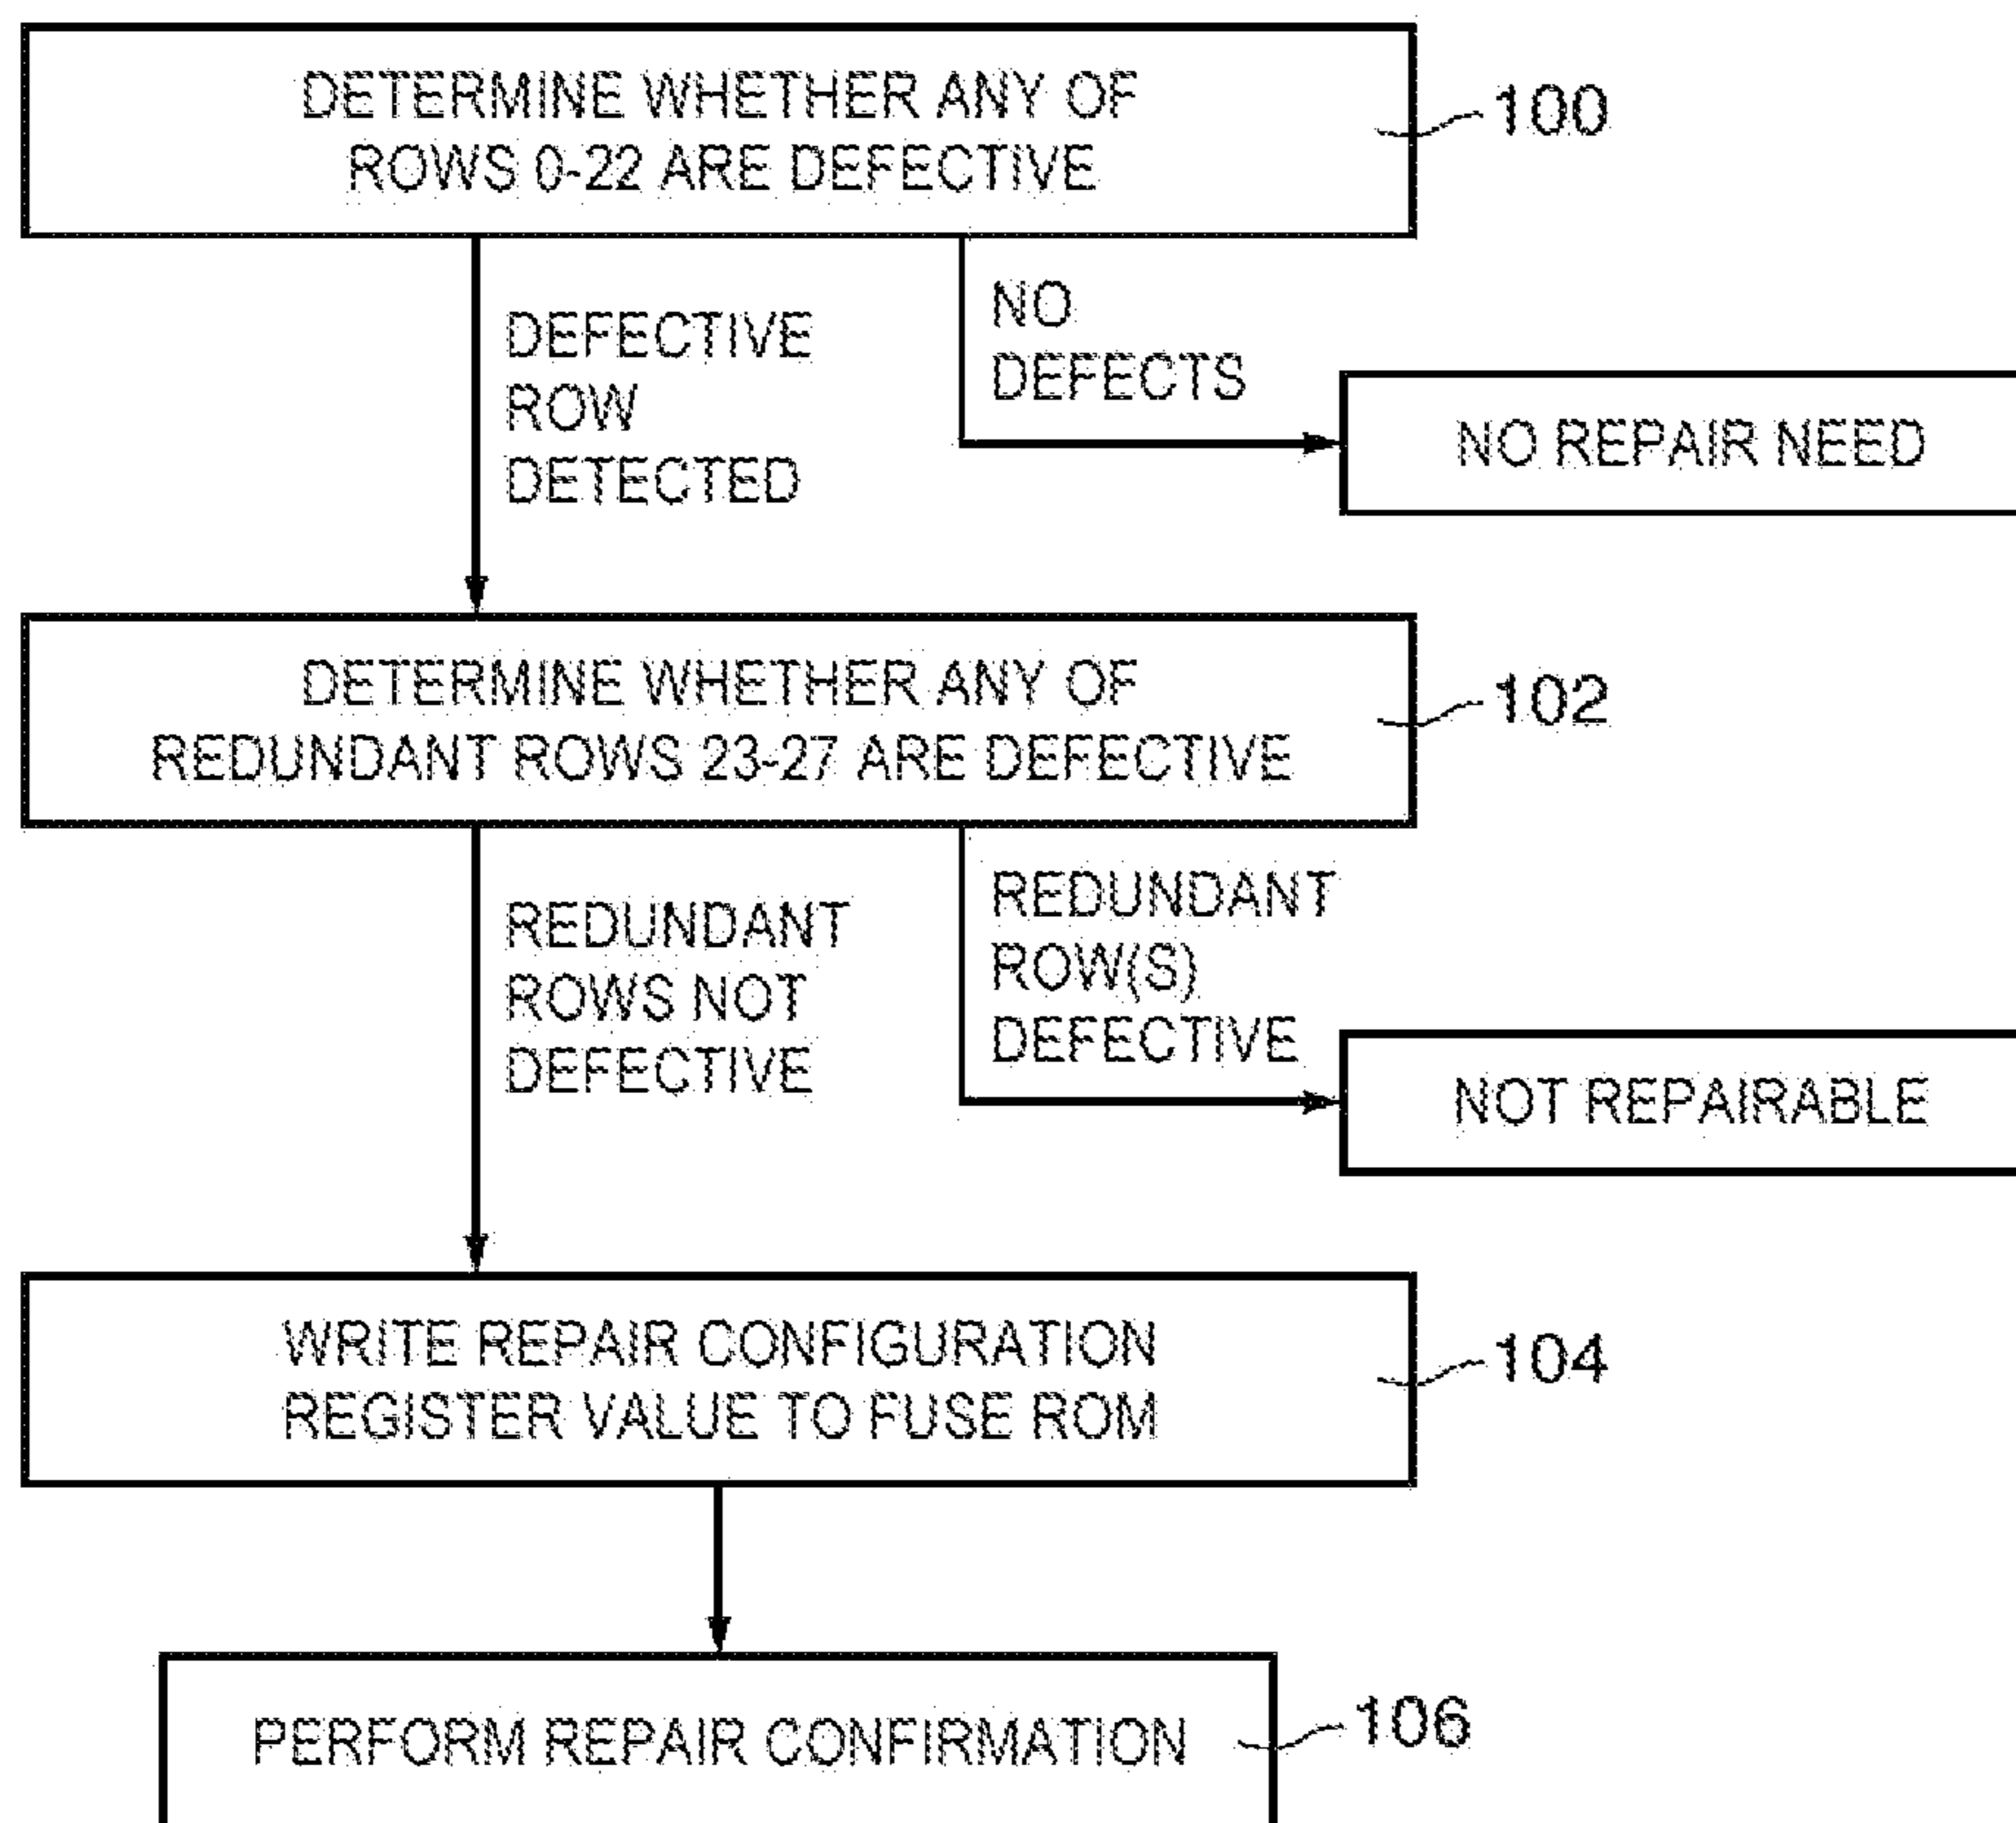 DETERMINE WHETHER ANY OF
ROWS 0-22 ARE DEFECTIVE
100
DEFECTIVE
ROW
DETECTED
NO
DEFECTS
NO REPAIR NEED
DETERMINE WHETHER ANY OF
REDUNDANT ROWS 23-27 ARE DEFECTIVE
102
REDUNDANT
ROWS NOT
DEFECTIVE
REDUNDANT
ROW(S)
DEFECTIVE
NOT REPAIRABLE
WRITE REPAIR CONFIGURATION
REGISTER VALUE TO FUSE ROM
104
PERFORM REPAIR CONFIRMATION
106